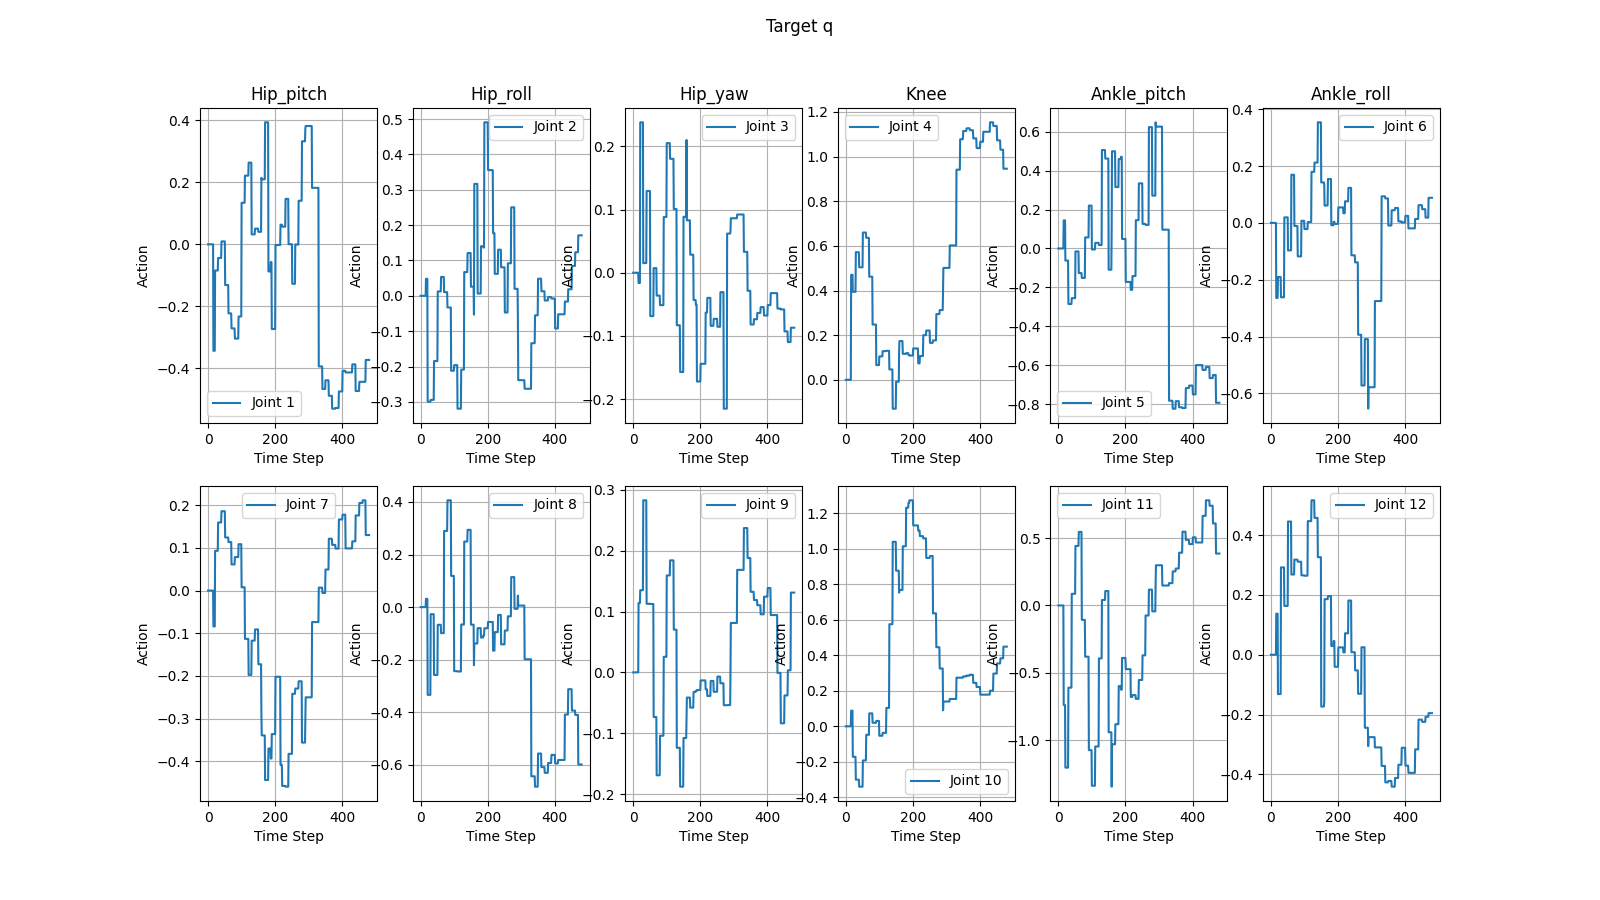 Target q
Hip_pitch Hip_roll Hip_yaw Knee Ankle_pitch Ankle_roll
Action
0.4
0.2
0.0
−0.2
−0.4
Joint 1
0 200 400
Time Step
Action
0.5
0.4
0.3
0.2
0.1
0.0
−0.1
−0.2
−0.3
Joint 2
0 200 400
Time Step
Action
0.2
0.1
0.0
−0.1
−0.2
Joint 3
0 200 400
Time Step
Action
1.2
1.0
0.8
0.6
0.4
0.2
0.0
Joint 4
0 200 400
Time Step
Action
0.6
0.4
0.2
0.0
−0.2
−0.4
−0.6
−0.8
Joint 5
0 200 400
Time Step
Action
0.4
0.2
0.0
−0.2
−0.4
−0.6
Joint 6
0 200 400
Time Step
Action
0.2
0.1
0.0
−0.1
−0.2
−0.3
−0.4
Joint 7
0 200 400
Time Step
Action
0.4
0.2
0.0
−0.2
−0.4
−0.6
Joint 8
0 200 400
Time Step
Action
0.3
0.2
0.1
0.0
−0.1
−0.2
Joint 9
0 200 400
Time Step
Action
1.2
1.0
0.8
0.6
0.4
0.2
0.0
−0.2
−0.4
Joint 10
0 200 400
Time Step
Action
0.5
0.0
−0.5
−1.0
Joint 11
0 200 400
Time Step
Action
0.4
0.2
0.0
−0.2
−0.4
Joint 12
0 200 400
Time Step